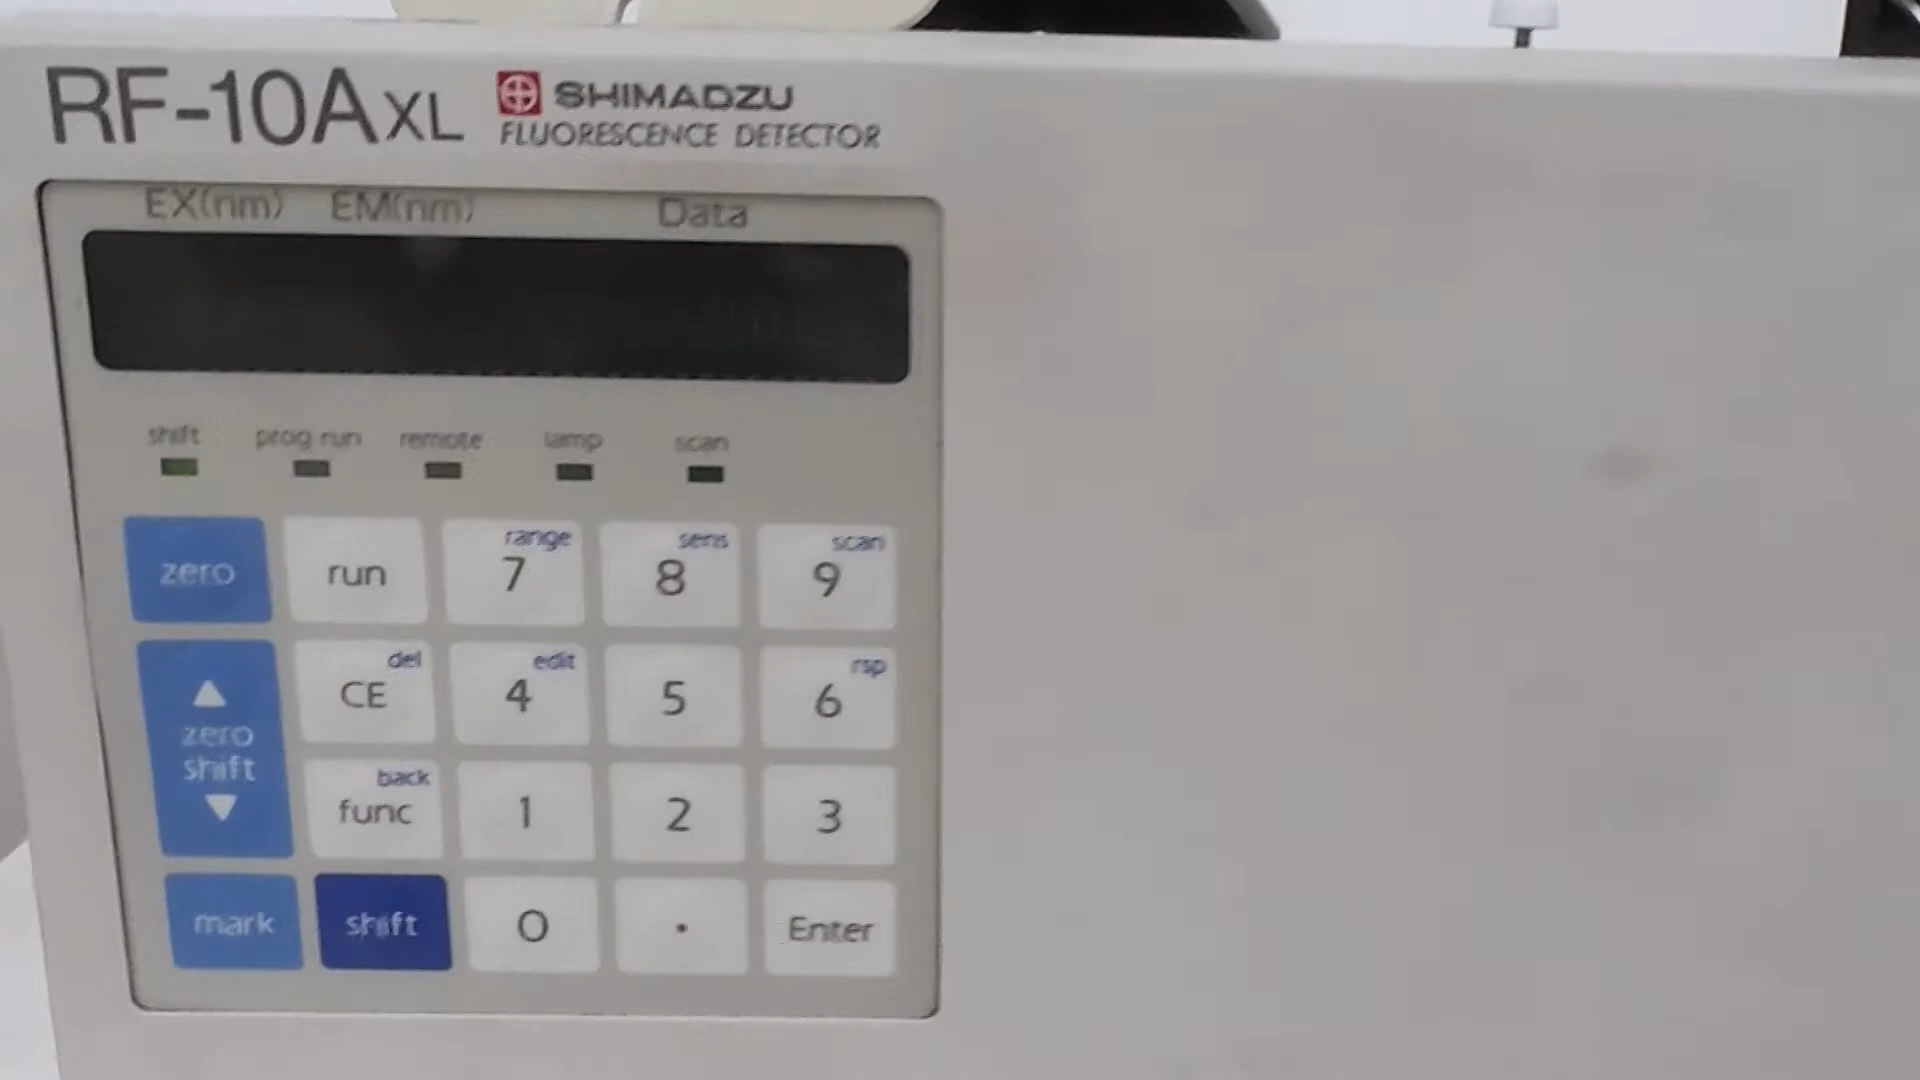 RF-10AXL
SHIMADZU
FLUORESCENCE DETECTOR
EX(nm) EM(nm) Data
shift prog run remote lamp scan
zero run range 7 sens 8 scan 9
del CE edit 4 5 rsp 6
zero shift
back func 1 2 3
mark shift 0 . Enter